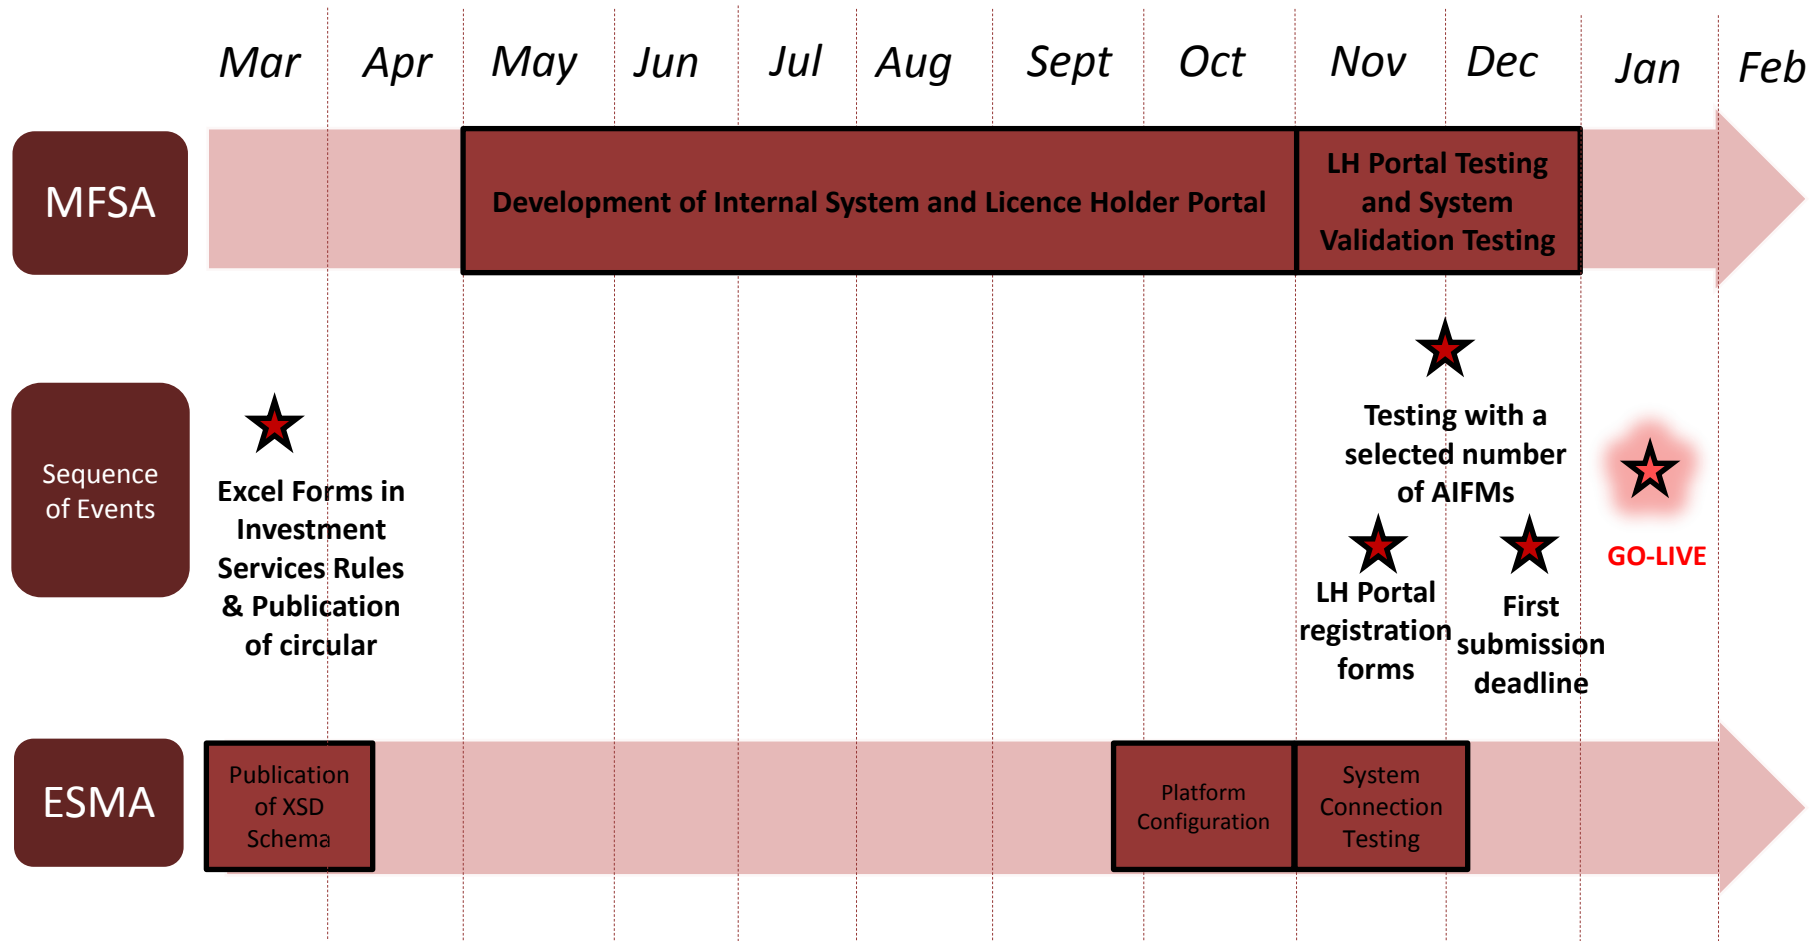 Mar Apr May Jun Jul Aug Sept Oct Nov Dec Jan Feb
MFSA
Development of Internal System and Licence Holder Portal
LH Portal Testing
and System
Validation Testing
Sequence
of Events
Excel Forms in
Investment
Services Rules
& Publication
of circular
Testing with a
selected number
of AIFMs
LH Portal
registration
forms
First
submission
deadline
GO-LIVE
ESMA
Publication
of XSD
Schema
Platform
Configuration
System
Connection
Testing